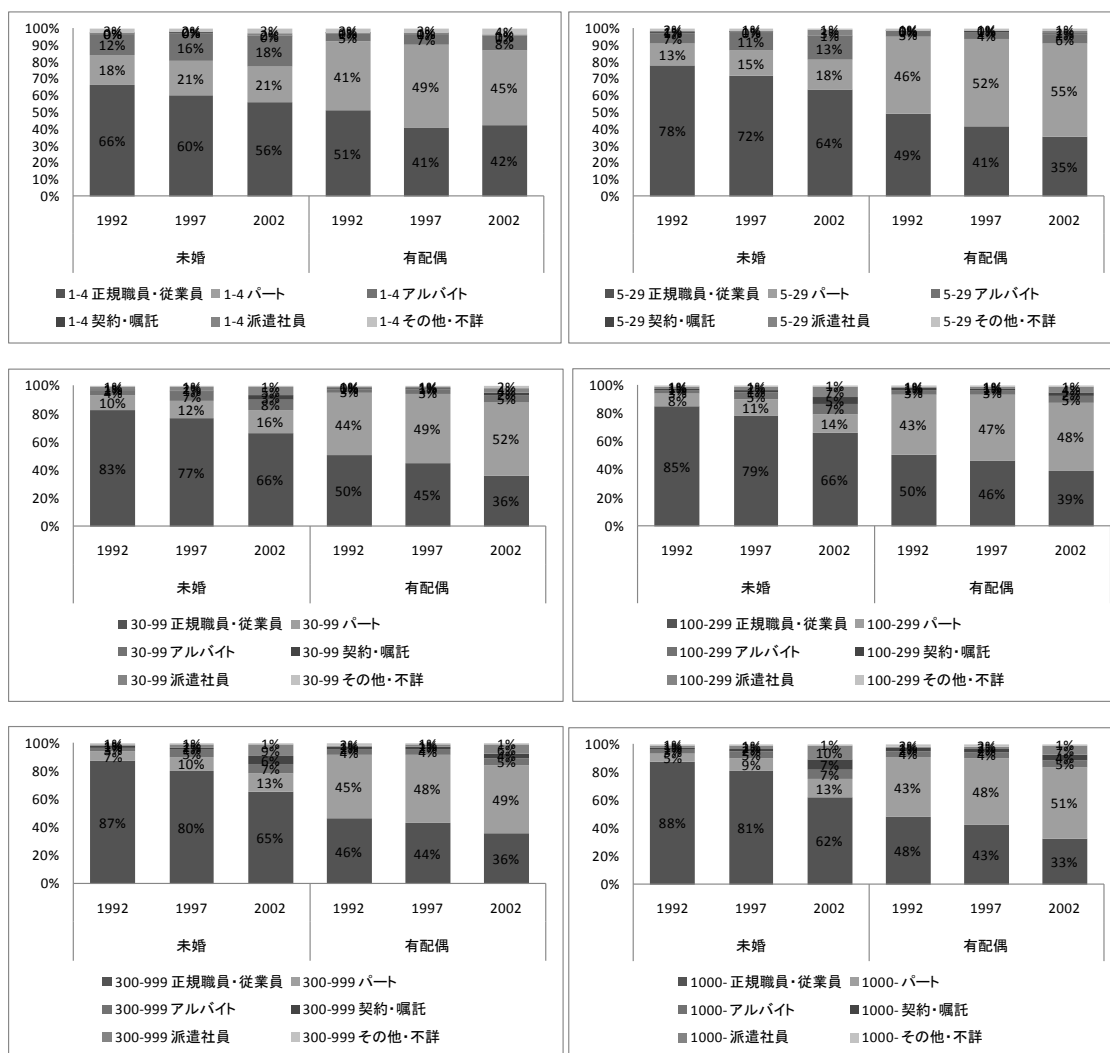 100%
90%
80%
70%
60%
50%
40%
30%
20%
10%
0%
12% 16% 18% 5% 7% 8%
18% 21% 21% 41% 49% 45%
66% 60% 56% 51% 41% 42%
1992 1997 2002 1992 1997 2002
未婚 有配偶
1-4 正規職員・従業員 1-4 パート 1-4 アルバイト
1-4 契約・嘱託 1-4 派遣社員 1-4 その他・不詳
100%
90%
80%
70%
60%
50%
40%
30%
20%
10%
0%
7% 11% 13% 3% 4% 6%
13% 15% 18% 46% 52% 55%
78% 72% 64% 49% 41% 35%
1992 1997 2002 1992 1997 2002
未婚 有配偶
5-29 正規職員・従業員 5-29 パート 5-29 アルバイト
5-29 契約・嘱託 5-29 派遣社員 5-29 その他・不詳
100%
80%
60%
40%
20%
0%
1% 1% 1% 2%
4% 7% 8% 3% 3% 5%
10% 12% 16% 44% 49% 52%
83% 77% 66% 50% 45% 36%
1992 1997 2002 1992 1997 2002
未婚 有配偶
30-99 正規職員・従業員 30-99 パート
30-99 アルバイト 30-99 契約・嘱託
30-99 派遣社員 30-99 その他・不詳
100%
80%
60%
40%
20%
0%
1% 1% 1% 1% 1% 1%
3% 5% 7% 3% 3% 5%
8% 11% 14% 43% 47% 48%
85% 79% 66% 50% 46% 39%
1992 1997 2002 1992 1997 2002
未婚 有配偶
100-299 正規職員・従業員 100-299 パート
100-299 アルバイト 100-299 契約・嘱託
100-299 派遣社員 100-299 その他・不詳
100%
80%
60%
40%
20%
0%
1% 1% 1% 1%
7% 4% 4% 5%
7% 10% 13% 45% 48% 49%
87% 80% 65% 46% 44% 36%
1992 1997 2002 1992 1997 2002
未婚 有配偶
300-999 正規職員・従業員 300-999 パート
300-999 アルバイト 300-999 契約・嘱託
300-999 派遣社員 300-999 その他・不詳
100%
80%
60%
40%
20%
0%
1% 1%
10%
7%
7% 4% 4% 5%
5% 9% 13% 43% 48% 51%
88% 81% 62% 48% 43% 33%
1992 1997 2002 1992 1997 2002
未婚 有配偶
1000- 正規職員・従業員 1000- パート
1000- アルバイト 1000- 契約・嘱託
1000- 派遣社員 1000- その他・不詳